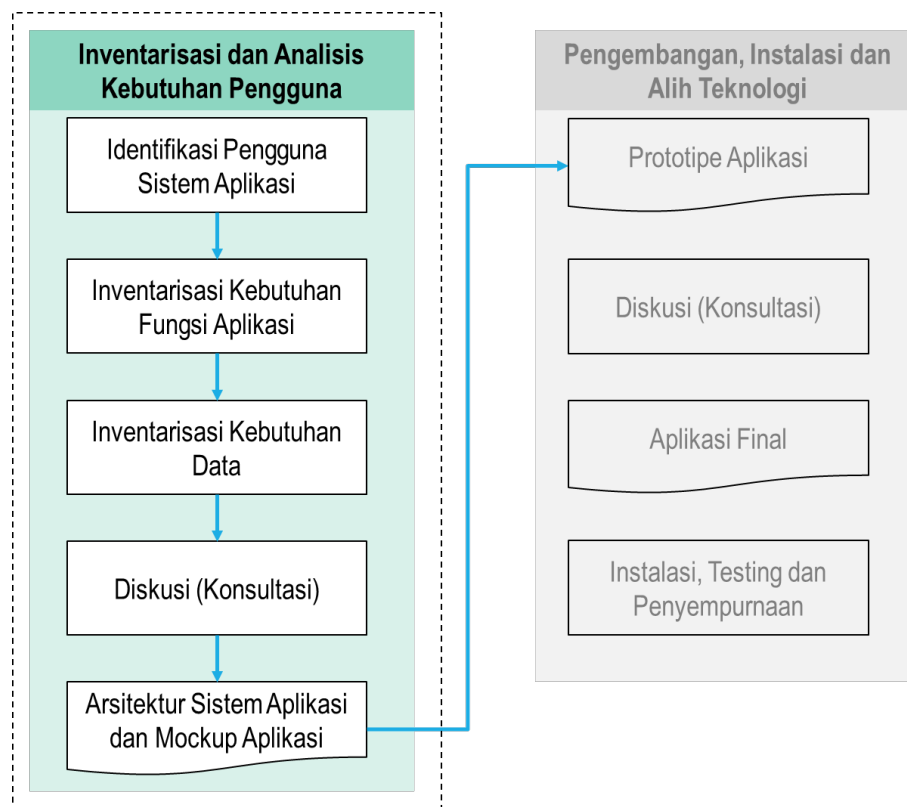 Inventarisasi dan Analisis
Kebutuhan Pengguna
Identifikasi Pengguna
Sistem Aplikasi
Inventarisasi Kebutuhan
Fungsi Aplikasi
Inventarisasi Kebutuhan
Data
Diskusi (Konsultasi)
Arsitektur Sistem Aplikasi
dan Mockup Aplikasi
Pengembangan, Instalasi dan
Alih Teknologi
Prototipe Aplikasi
Diskusi (Konsultasi)
Aplikasi Final
Instalasi, Testing dan
Penyempurnaan